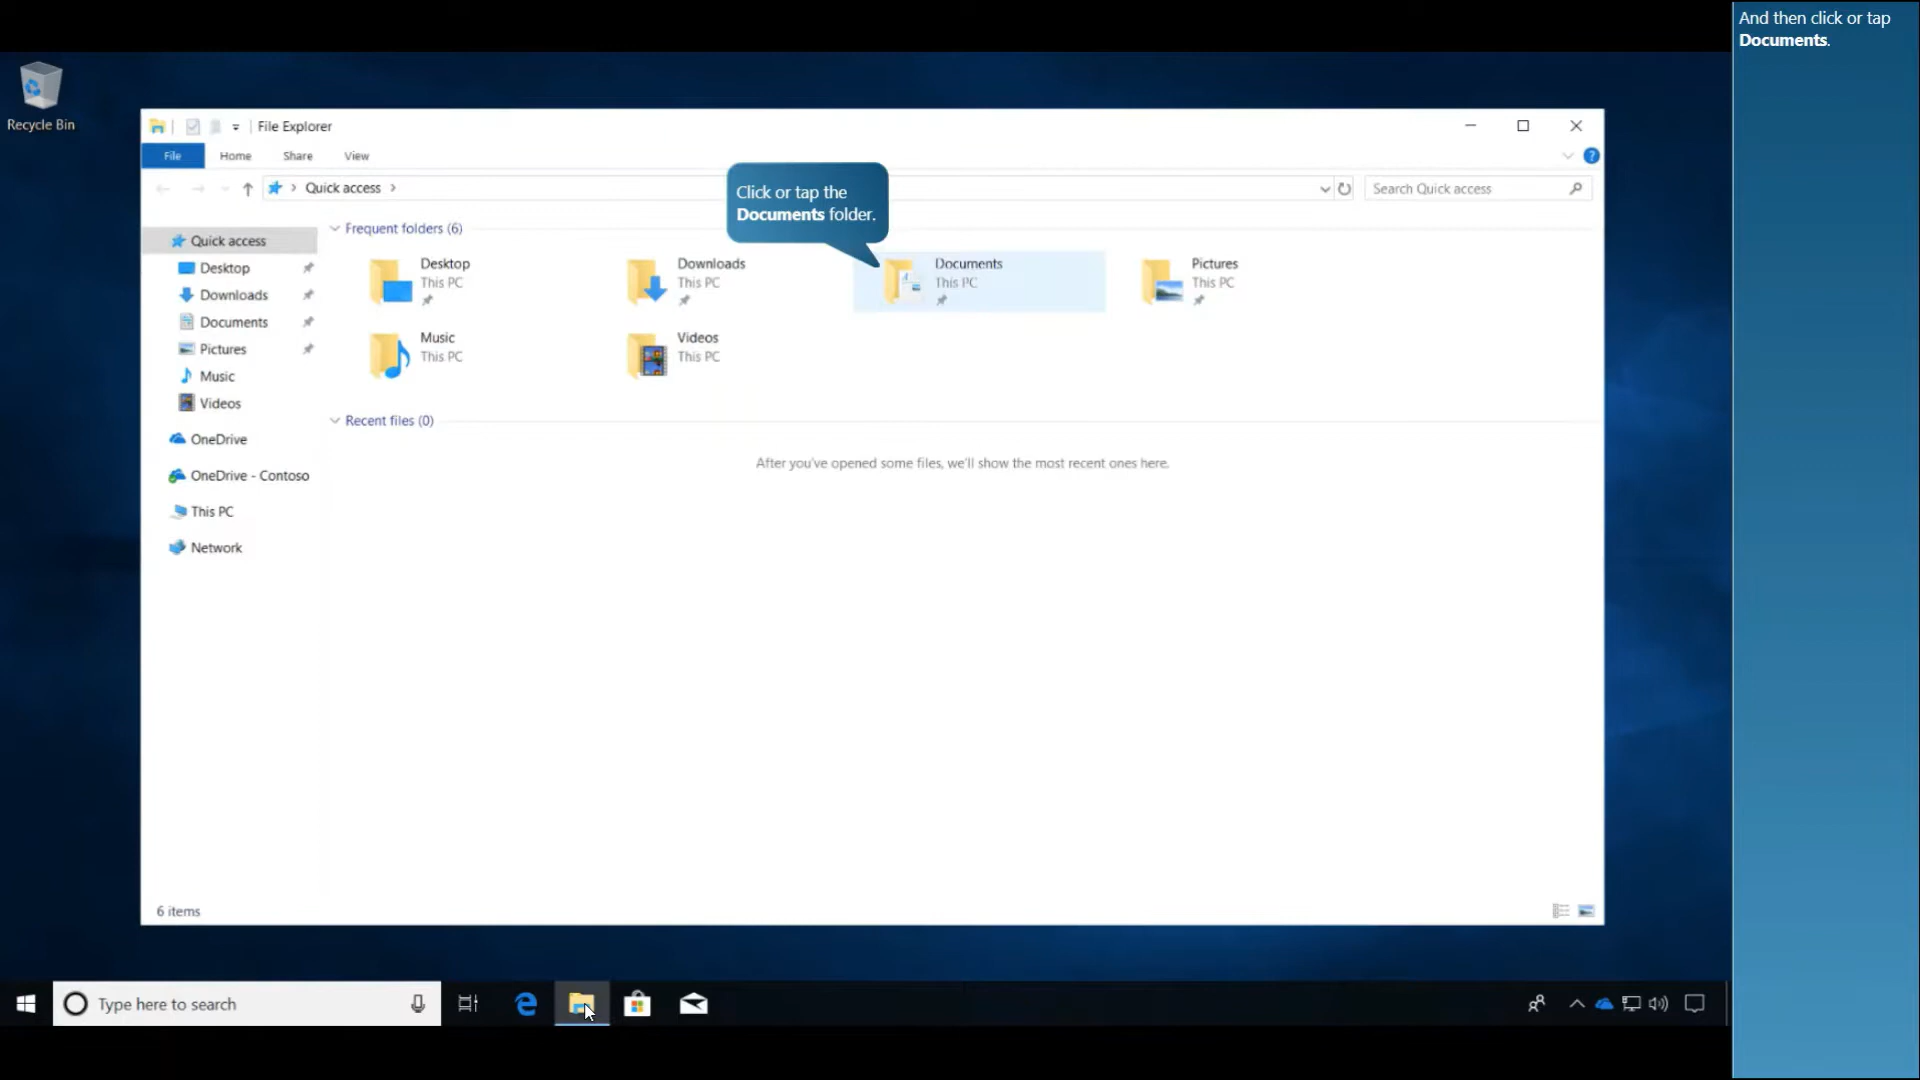 And then click or tap
Documents.
Recycle Bin
File Explorer
File
Home
Share
View
?
Quick access
Search Quick access
Click or tap the
Documents folder.
Quick access
Desktop
Downloads
Documents
Pictures
Music
Videos
OneDrive
OneDrive - Contoso
This PC
Network
Frequent folders (6)
Desktop
This PC
Downloads
This PC
Documents
This PC
Pictures
This PC
Music
This PC
Videos
This PC
Recent files (0)
After you've opened some files, we'll show the most recent ones here.
6 items
Type here to search